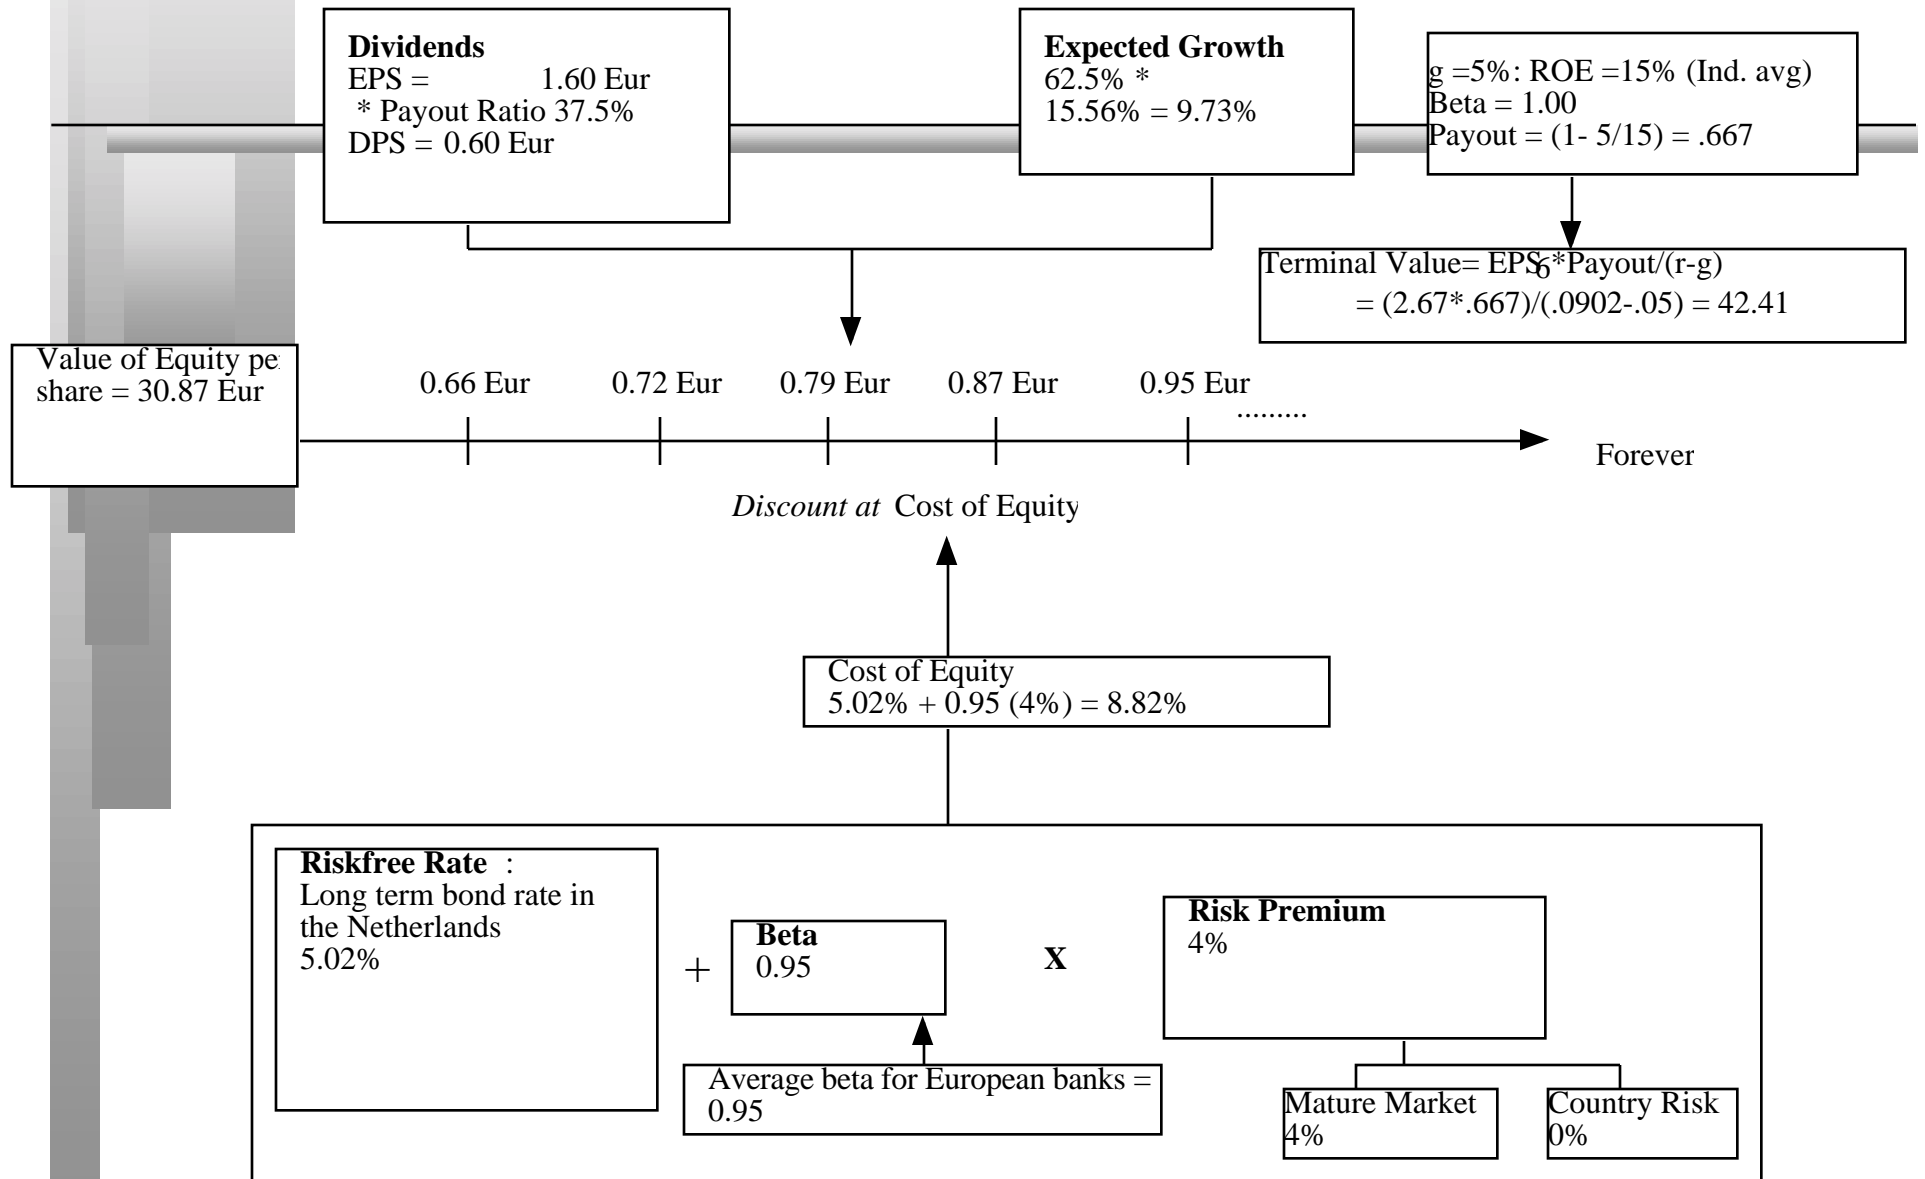 Dividends
EPS = 1.60 Eur
* Payout Ratio 37.5%
DPS = 0.60 Eur
Expected Growth
62.5% *
15.56% = 9.73%
g =5%: ROE =15% (Ind. avg)
Beta = 1.00
Payout = (1- 5/15) = .667
Terminal Value= EPS6*Payout/(r-g)
= (2.67*.667)/(.0902-.05) = 42.41
Value of Equity pe
share = 30.87 Eur
0.66 Eur
0.72 Eur
0.79 Eur
0.87 Eur
0.95 Eur
.........
Forever
Discount at Cost of Equity
Cost of Equity
5.02% + 0.95 (4%) = 8.82%
Riskfree Rate :
Long term bond rate in
the Netherlands
5.02%
+
Beta
0.95
X
Risk Premium
4%
Average beta for European banks =
0.95
Mature Market
4%
Country Risk
0%